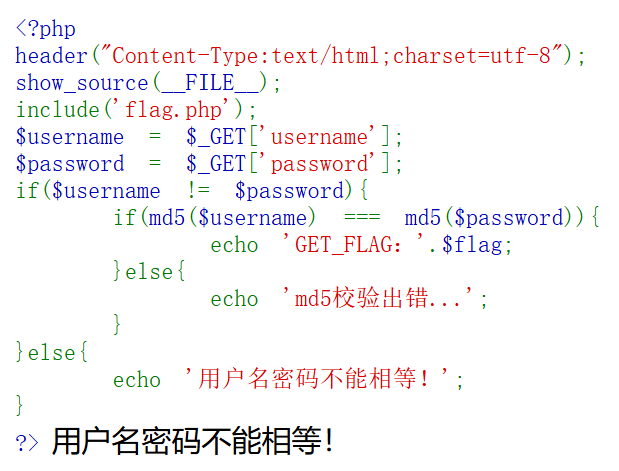 <?php
header("Content-Type:text/html;charset=utf-8");
show_source(__FILE__);
include('flag.php');
$username  =  $_GET['username'];
$password  =  $_GET['password'];
if($username  !=  $password){
        if(md5($username)  ===  md5($password)){
                echo  'GET_FLAG：'.$flag;
        }else{
                echo  'md5校验出错...';
        }
}else{
        echo  '用户名密码不能相等！';
}
?> 用户名密码不能相等！